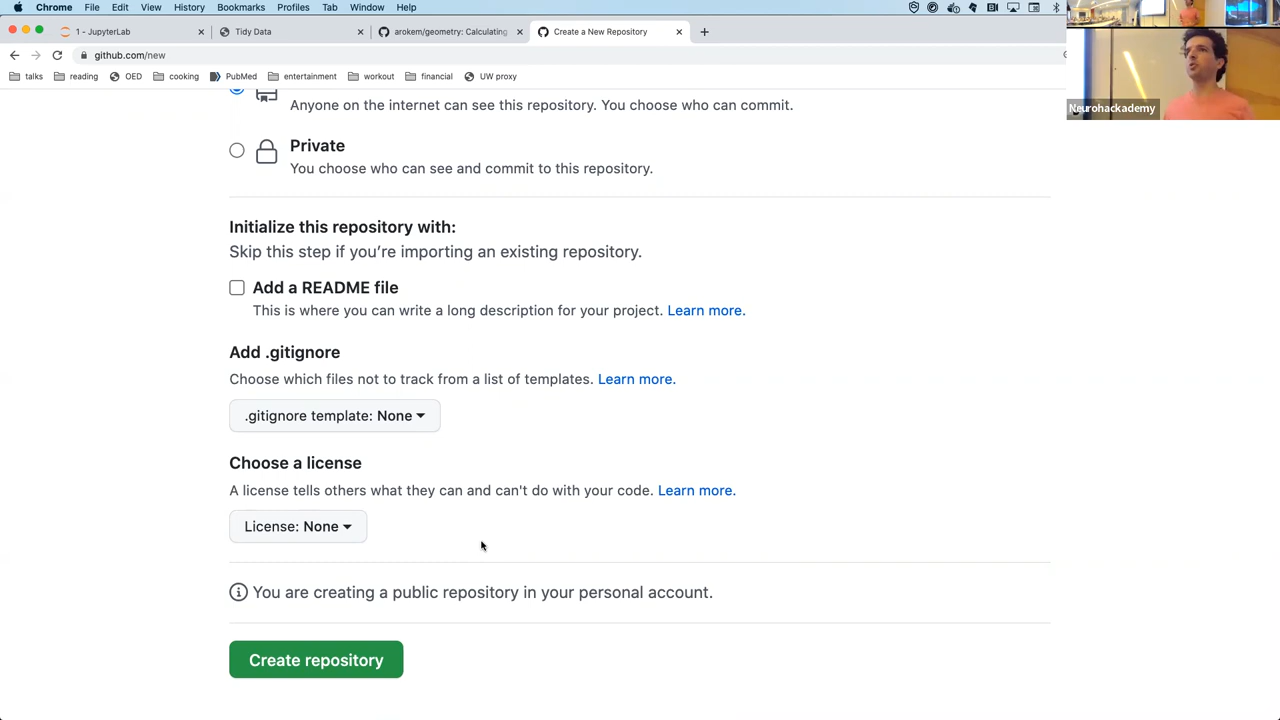 Chrome File Edit View History Bookmarks Profiles Tab Window Help
1 - JupyterLab
Tidy Data
arokem/geometry: Calculating
Create a New Repository
github.com/new
talks reading OED cooking PubMed entertainment workout financial UW proxy
Neurohackademy
Anyone on the internet can see this repository. You choose who can commit.
Private
You choose who can see and commit to this repository.
Initialize this repository with:
Skip this step if you’re importing an existing repository.
Add a README file
This is where you can write a long description for your project. Learn more.
Add .gitignore
Choose which files not to track from a list of templates. Learn more.
.gitignore template: None
Choose a license
A license tells others what they can and can't do with your code. Learn more.
License: None
You are creating a public repository in your personal account.
Create repository